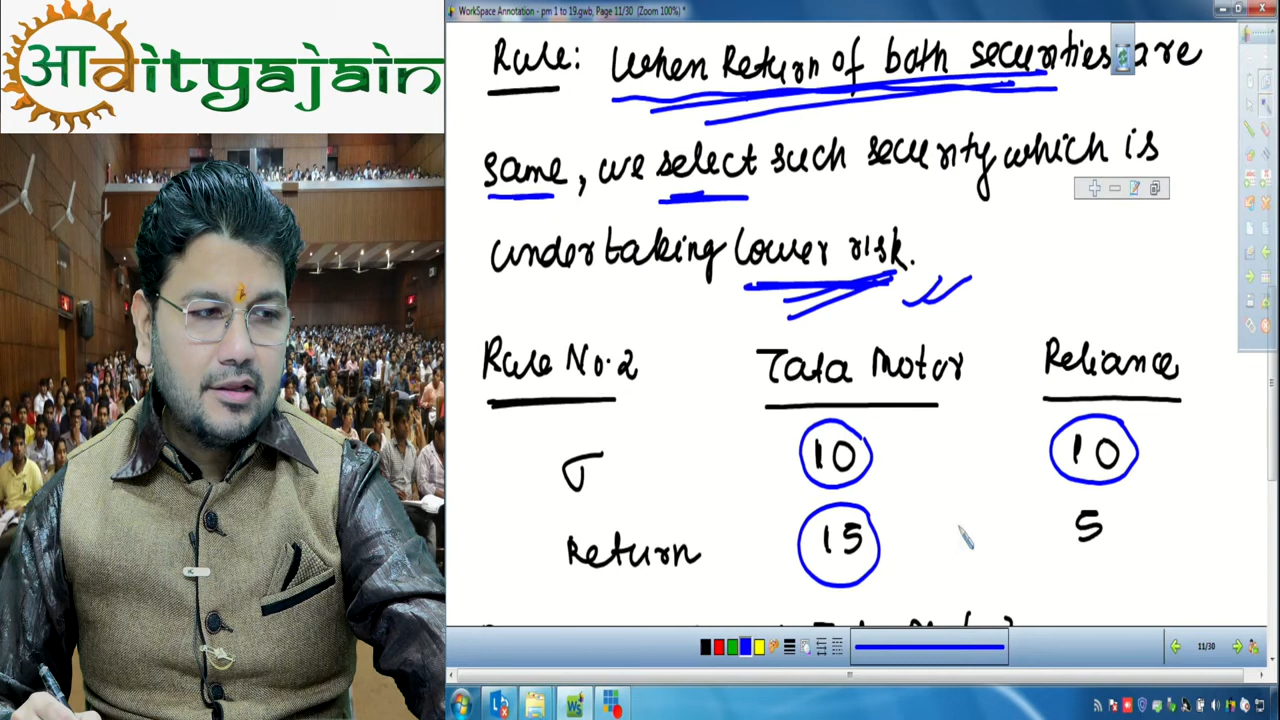 आdityajain
WorkSpace Annotation - pm 1 to 19.gwb, Page 11/30 (Zoom 100%) *
Rule: When Return of both securities are
same, we select such security which is
undertaking lower risk.
Rule No.2 Tata Motor Reliance
σ 10 10
Return 15 5
11/30